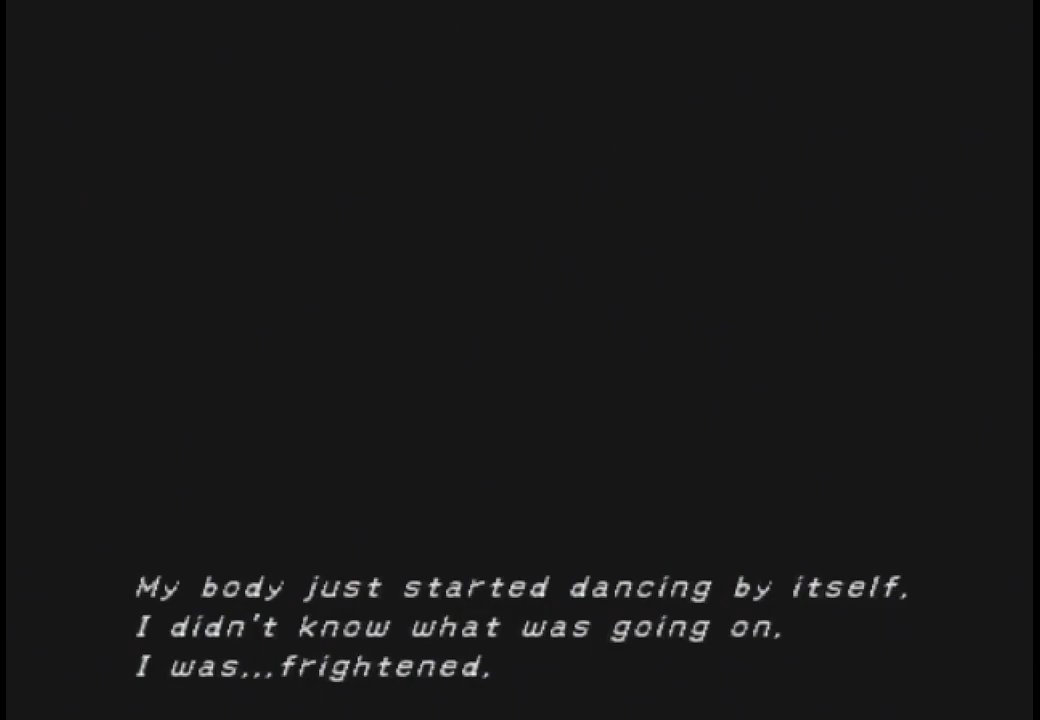 My body just started dancing by itself.
I didn't know what was going on.
I was...frightened.